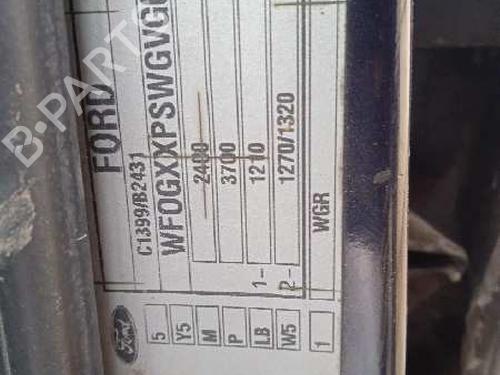 FORD
C1399/B2431
WF0GXXPSWGVG
2400
3700
1- 1210
2- 1270/1320
WGR
Ford
5
Y5
M
P
LB
W5
1
B-PARTS